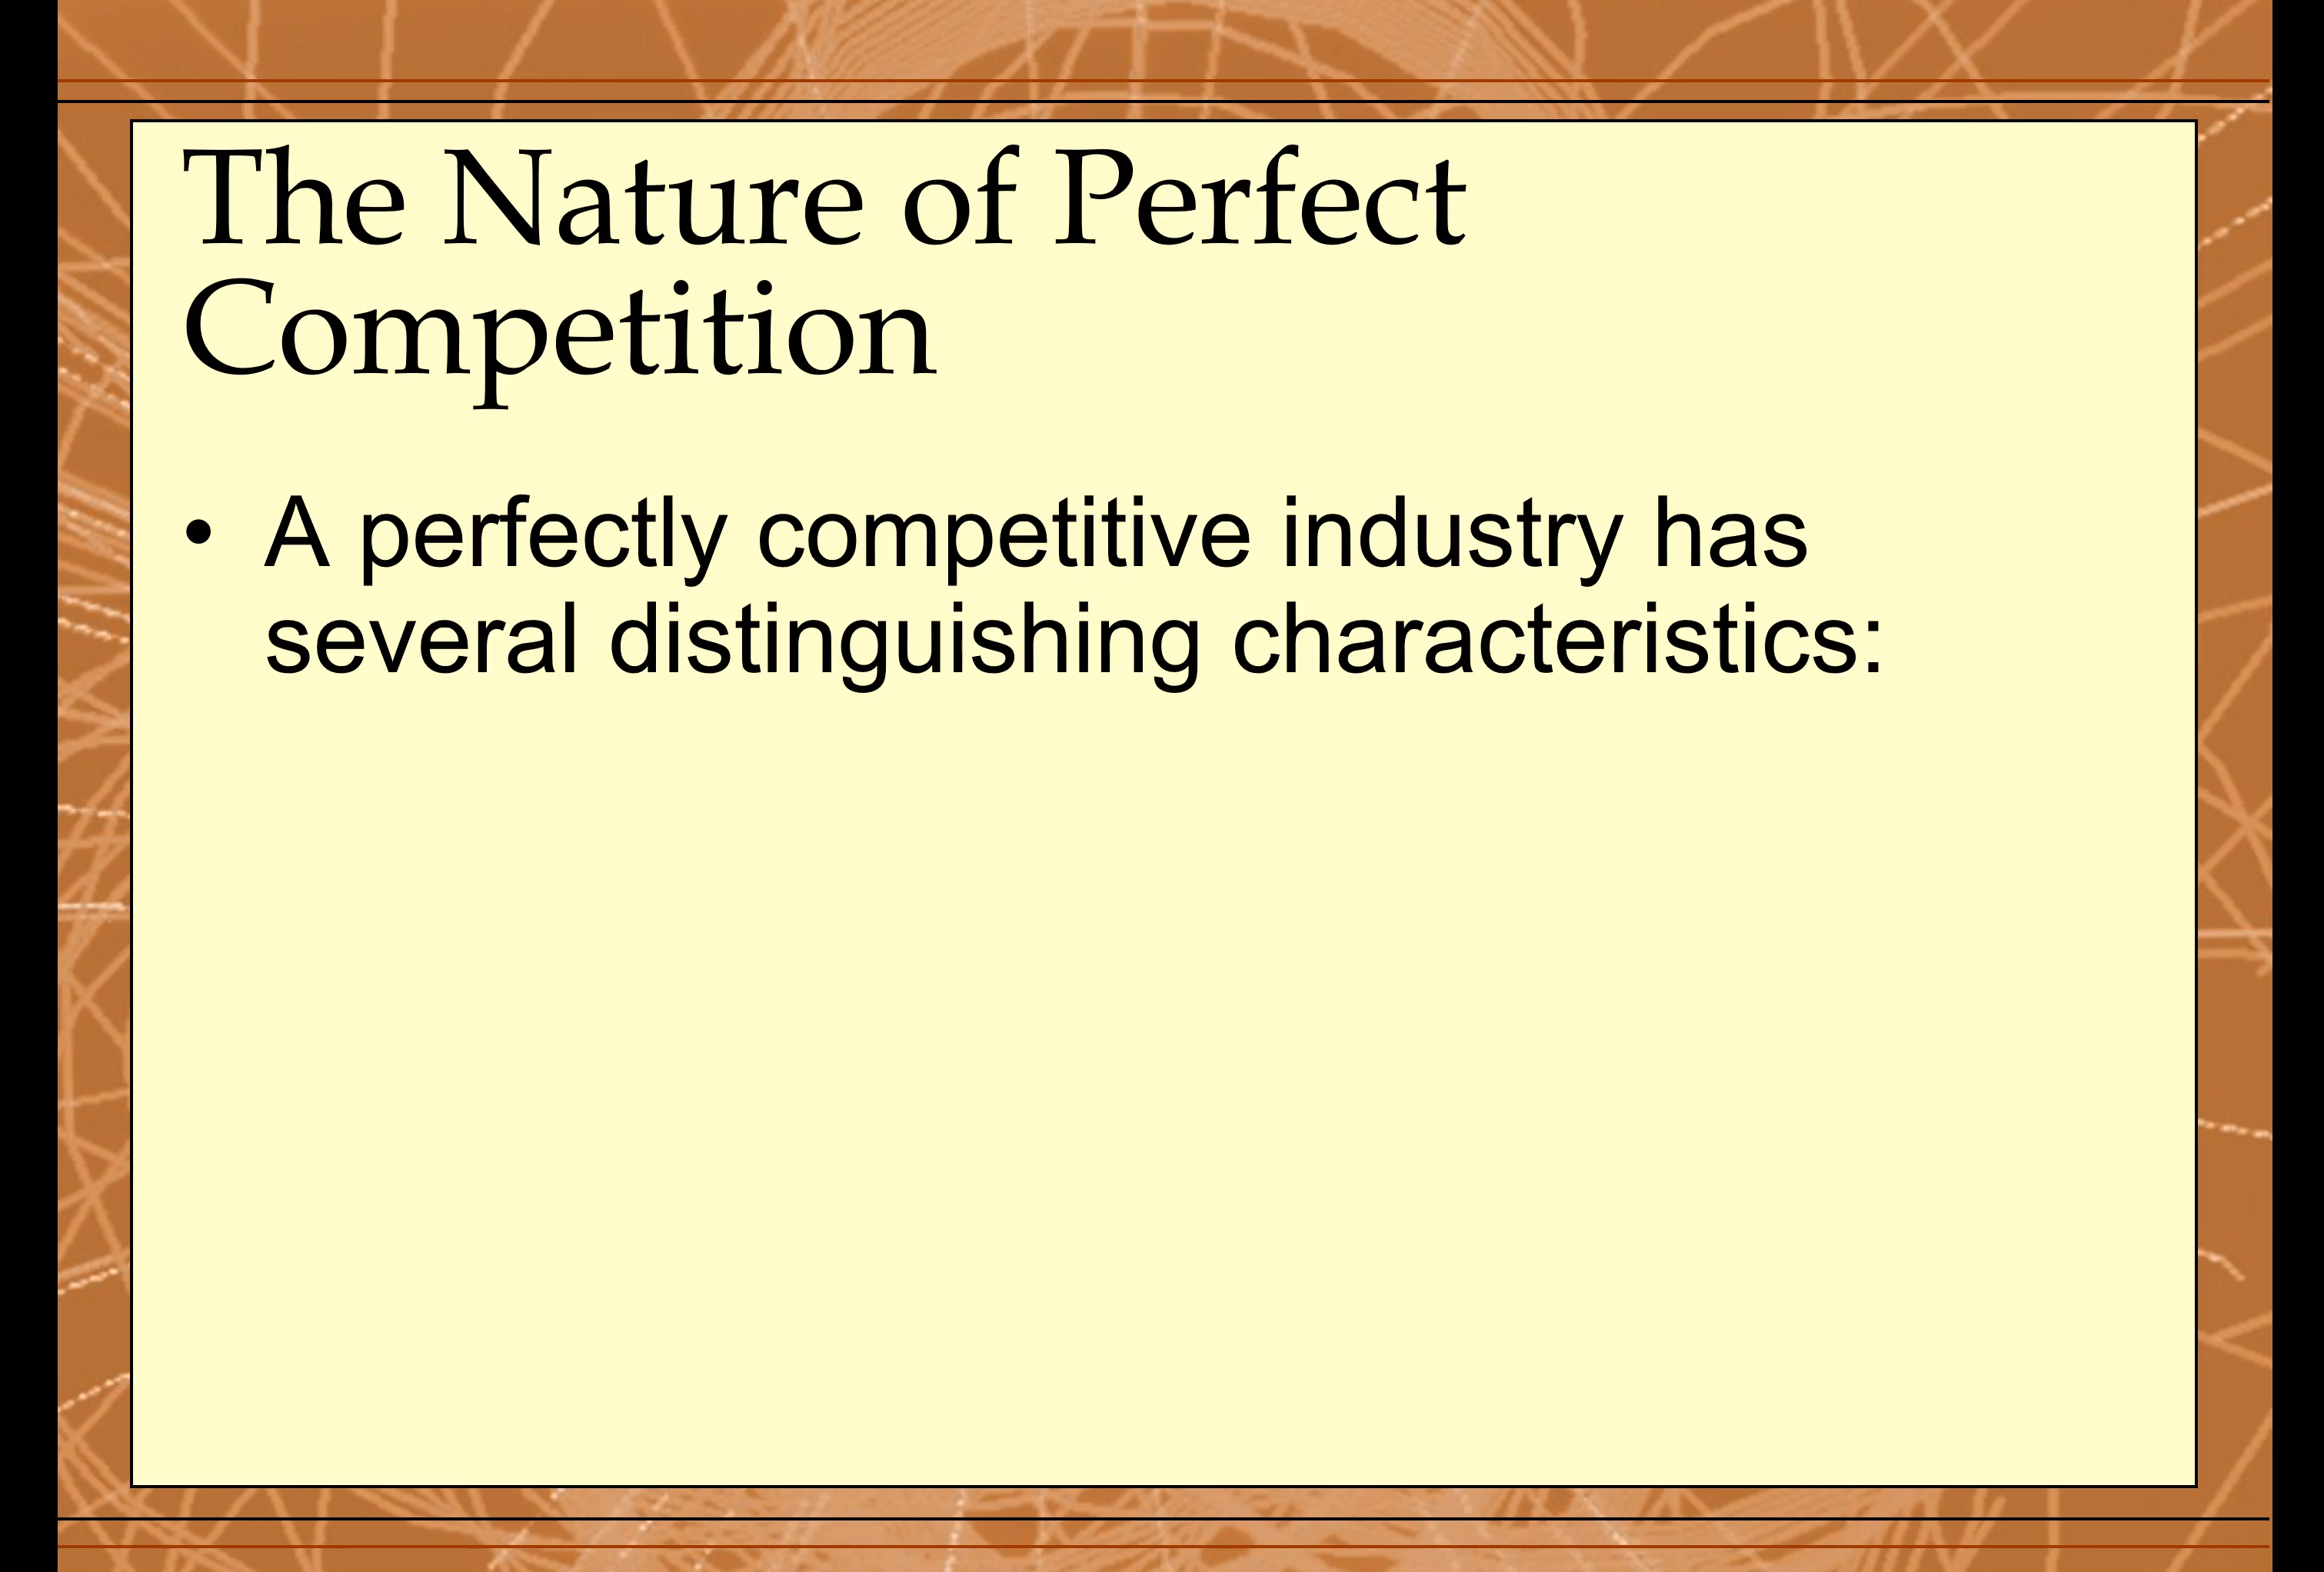 The Nature of Perfect
Competition
• A perfectly competitive industry has
several distinguishing characteristics: